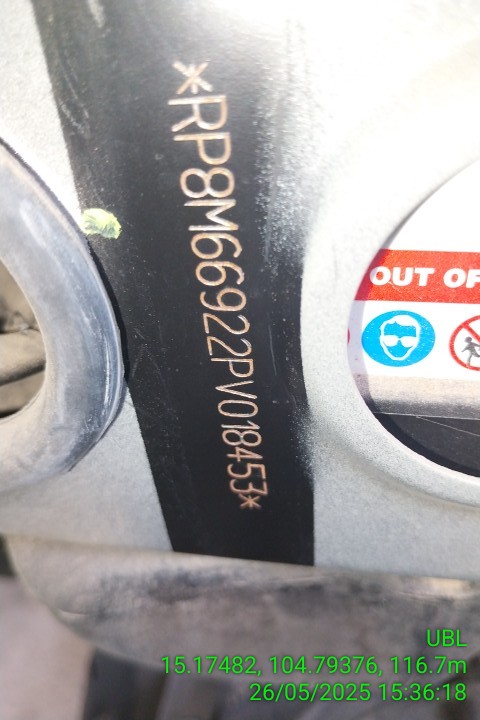 *RP8M66922PV018453*
OUT OF
UBL
15.17482, 104.79376, 116.7m
26/05/2025 15:36:18